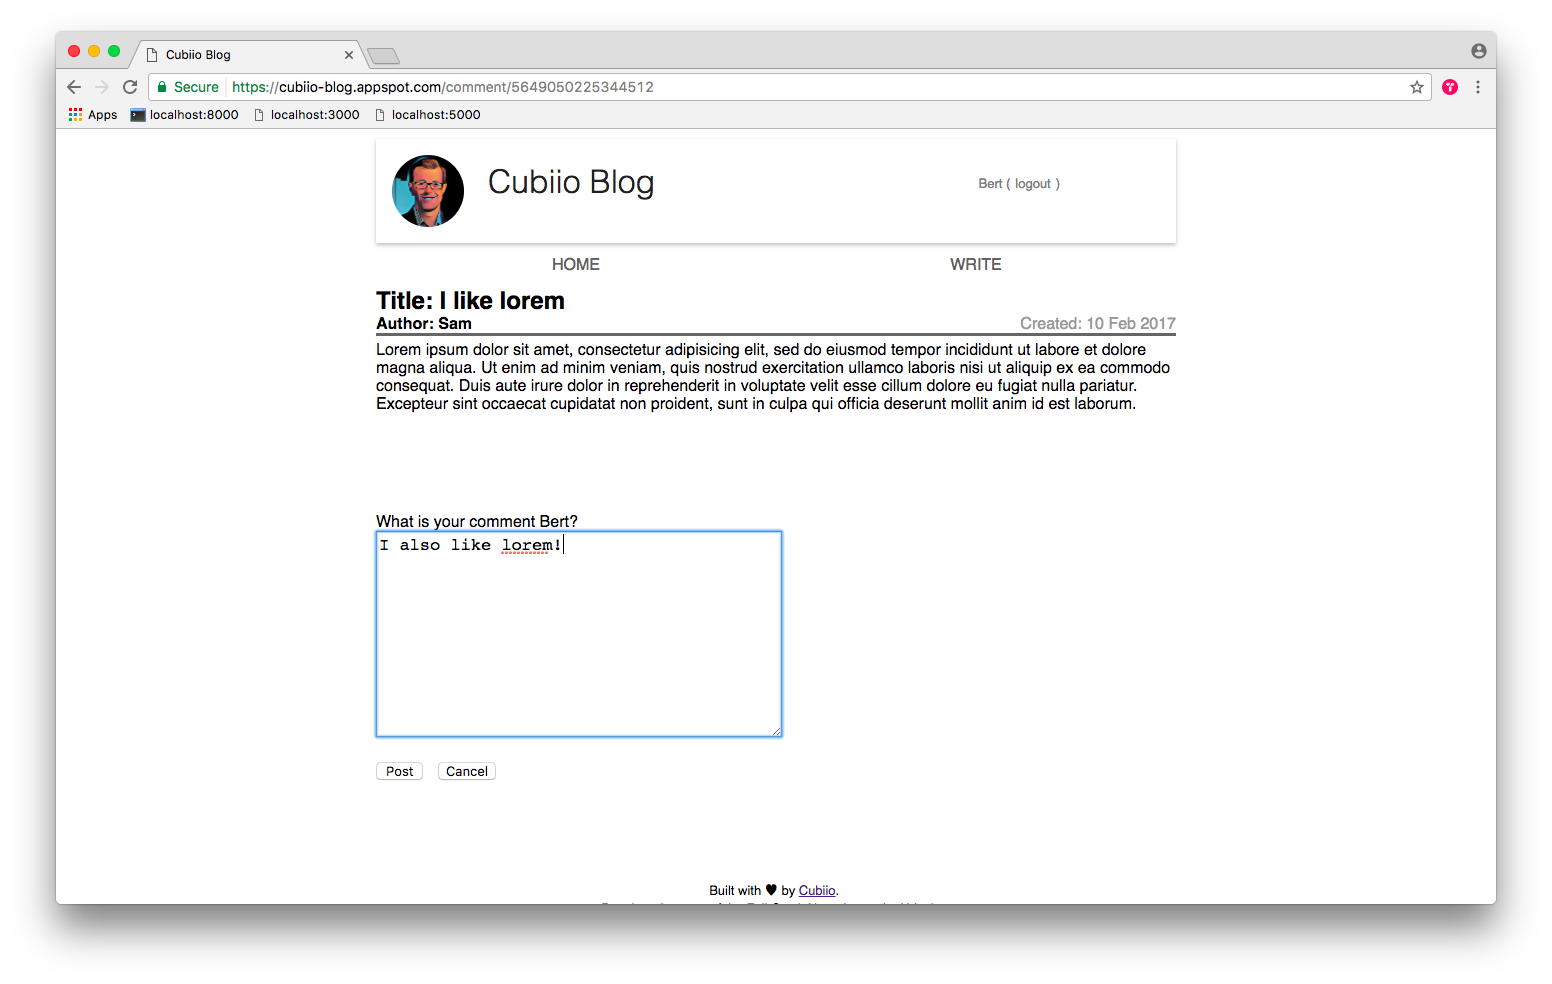 Cubiio Blog
Secure https://cubiio-blog.appspot.com/comment/5649050225344512
Apps localhost:8000 localhost:3000 localhost:5000
Cubiio Blog
Bert ( logout )
HOME WRITE
Title: I like lorem
Author: Sam Created: 10 Feb 2017
Lorem ipsum dolor sit amet, consectetur adipisicing elit, sed do eiusmod tempor incididunt ut labore et dolore
magna aliqua. Ut enim ad minim veniam, quis nostrud exercitation ullamco laboris nisi ut aliquip ex ea commodo
consequat. Duis aute irure dolor in reprehenderit in voluptate velit esse cillum dolore eu fugiat nulla pariatur.
Excepteur sint occaecat cupidatat non proident, sunt in culpa qui officia deserunt mollit anim id est laborum.
What is your comment Bert?
I also like lorem!
Post Cancel
Built with ♥ by Cubiio.